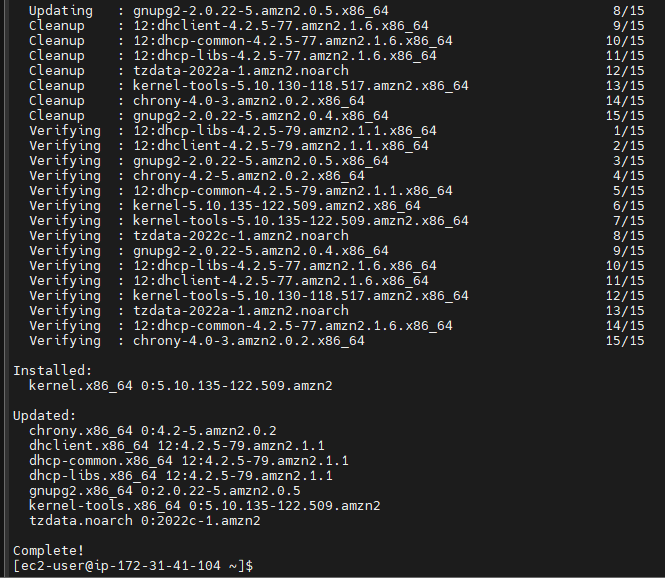 Updating : gnupg2-2.0.22-5.amzn2.0.5.x86_64 8/15
Cleanup : 12:dhclient-4.2.5-77.amzn2.1.6.x86_64 9/15
Cleanup : 12:dhcp-common-4.2.5-77.amzn2.1.6.x86_64 10/15
Cleanup : 12:dhcp-libs-4.2.5-77.amzn2.1.6.x86_64 11/15
Cleanup : tzdata-2022a-1.amzn2.noarch 12/15
Cleanup : kernel-tools-5.10.130-118.517.amzn2.x86_64 13/15
Cleanup : chrony-4.0-3.amzn2.0.2.x86_64 14/15
Cleanup : gnupg2-2.0.22-5.amzn2.0.4.x86_64 15/15
Verifying : 12:dhcp-libs-4.2.5-79.amzn2.1.1.x86_64 1/15
Verifying : 12:dhclient-4.2.5-79.amzn2.1.1.x86_64 2/15
Verifying : gnupg2-2.0.22-5.amzn2.0.5.x86_64 3/15
Verifying : chrony-4.2-5.amzn2.0.2.x86_64 4/15
Verifying : 12:dhcp-common-4.2.5-79.amzn2.1.1.x86_64 5/15
Verifying : kernel-5.10.135-122.509.amzn2.x86_64 6/15
Verifying : kernel-tools-5.10.135-122.509.amzn2.x86_64 7/15
Verifying : tzdata-2022c-1.amzn2.noarch 8/15
Verifying : gnupg2-2.0.22-5.amzn2.0.4.x86_64 9/15
Verifying : 12:dhcp-libs-4.2.5-77.amzn2.1.6.x86_64 10/15
Verifying : 12:dhclient-4.2.5-77.amzn2.1.6.x86_64 11/15
Verifying : kernel-tools-5.10.130-118.517.amzn2.x86_64 12/15
Verifying : tzdata-2022a-1.amzn2.noarch 13/15
Verifying : 12:dhcp-common-4.2.5-77.amzn2.1.6.x86_64 14/15
Verifying : chrony-4.0-3.amzn2.0.2.x86_64 15/15
Installed:
kernel.x86_64 0:5.10.135-122.509.amzn2
Updated:
chrony.x86_64 0:4.2-5.amzn2.0.2
dhclient.x86_64 12:4.2.5-79.amzn2.1.1
dhcp-common.x86_64 12:4.2.5-79.amzn2.1.1
dhcp-libs.x86_64 12:4.2.5-79.amzn2.1.1
gnupg2.x86_64 0:2.0.22-5.amzn2.0.5
kernel-tools.x86_64 0:5.10.135-122.509.amzn2
tzdata.noarch 0:2022c-1.amzn2
Complete!
[ec2-user@ip-172-31-41-104 ~]$